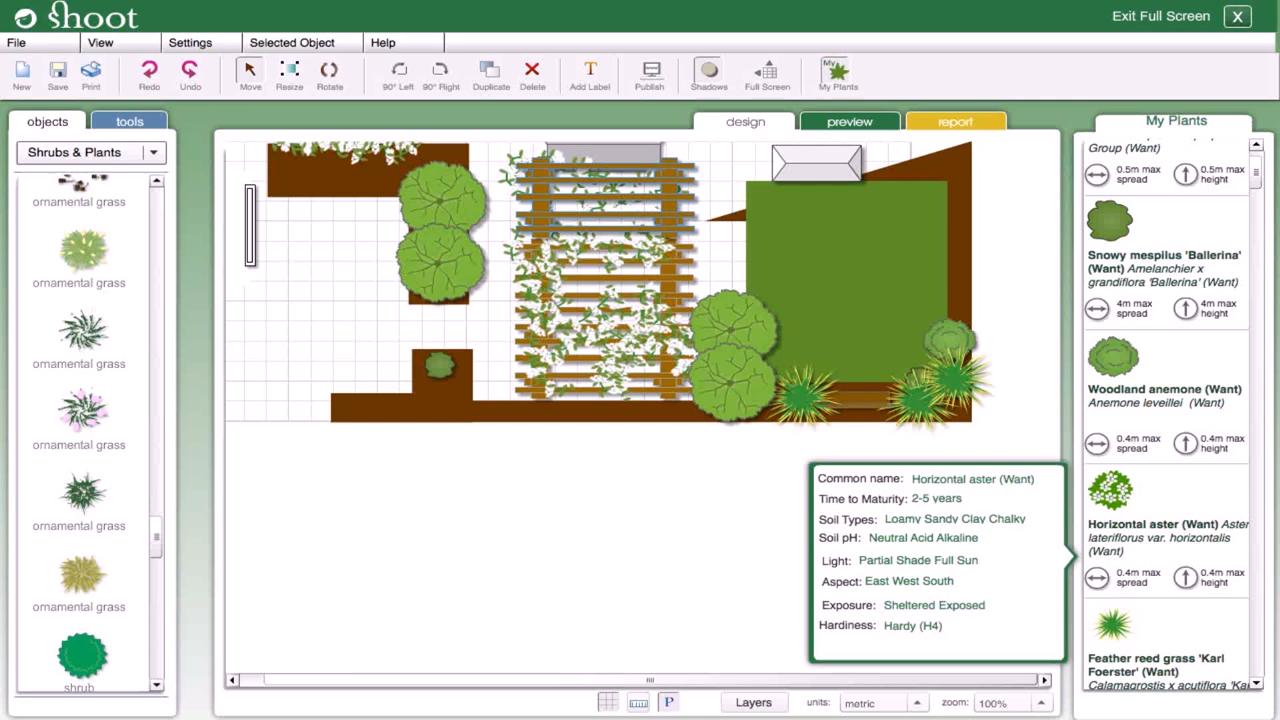 shoot
Exit Full Screen X
File View Settings Selected Object Help
New Save Print Redo Undo Move Resize Rotate 90° Left 90° Right Duplicate Delete Add Label Publish Shadows Full Screen My Plants
T
My
objects tools
design preview report
My Plants
Shrubs & Plants
ornamental grass
ornamental grass
ornamental grass
ornamental grass
ornamental grass
ornamental grass
shrub
Group (Want)
0.5m max spread
0.5m max height
Snowy mespilus 'Ballerina'
(Want) Amelanchier x
grandiflora 'Ballerina' (Want)
4m max spread
4m max height
Woodland anemone (Want)
Anemone leveillei (Want)
0.4m max spread
0.4m max height
Horizontal aster (Want) Aster
lateriflorus var. horizontalis
(Want)
0.4m max spread
0.4m max height
Feather reed grass 'Karl
Foerster' (Want)
Calamagrostis x acutiflora 'Ka
Common name: Horizontal aster (Want)
Time to Maturity: 2-5 years
Soil Types: Loamy Sandy Clay Chalky
Soil pH: Neutral Acid Alkaline
Light: Partial Shade Full Sun
Aspect: East West South
Exposure: Sheltered Exposed
Hardiness: Hardy (H4)
P Layers units: metric zoom: 100%